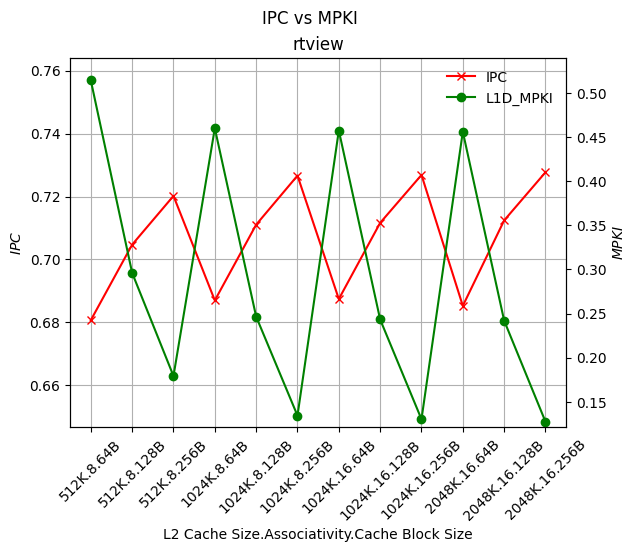 IPC vs MPKI
rtview
IPC
L1D_MPKI
0.76
0.74
0.72
0.70
0.68
0.66
IPC
0.50
0.45
0.40
0.35
0.30
0.25
0.20
0.15
MPKI
512K.8.64B
512K.8.128B
512K.8.256B
1024K.8.64B
1024K.8.128B
1024K.8.256B
1024K.16.64B
1024K.16.128B
1024K.16.256B
2048K.16.64B
2048K.16.128B
2048K.16.256B
L2 Cache Size.Associativity.Cache Block Size